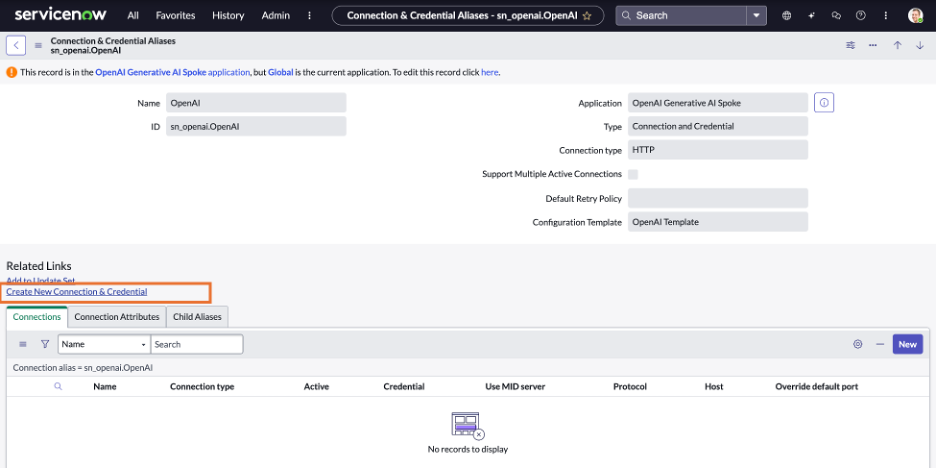 servicenow All Favorites History Admin Connection & Credential Aliases - sn_openai.OpenAI Search
Connection & Credential Aliases
sn_openai.OpenAI
This record is in the OpenAI Generative AI Spoke application, but Global is the current application. To edit this record click here.
Name OpenAI
ID sn_openai.OpenAI
Application OpenAI Generative AI Spoke
Type Connection and Credential
Connection type HTTP
Support Multiple Active Connections
Default Retry Policy
Configuration Template OpenAI Template
Related Links
Add to Update Set
Create New Connection & Credential
Connections Connection Attributes Child Aliases
Name Search New
Connection alias = sn_openai.OpenAI
Name Connection type Active Credential Use MID server Protocol Host Override default port
No records to display